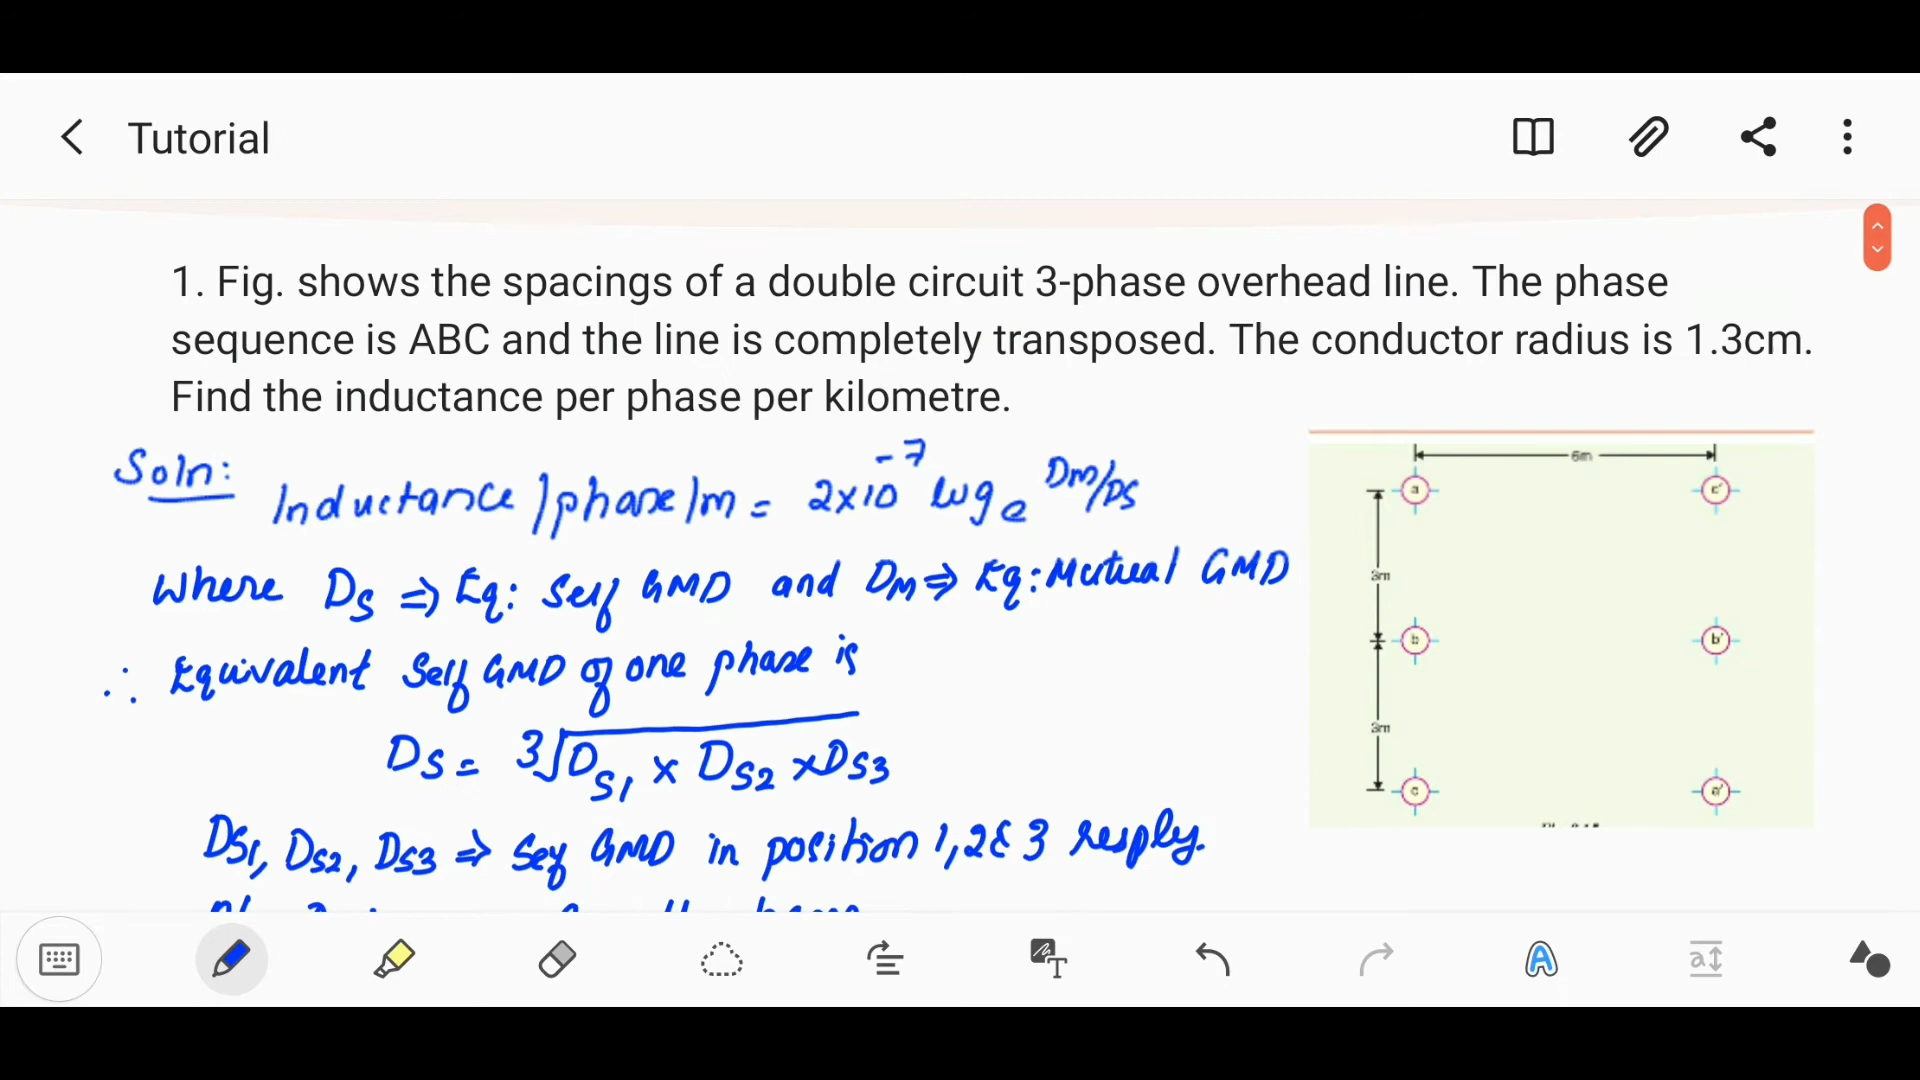 Tutorial
1. Fig. shows the spacings of a double circuit 3-phase overhead line. The phase
sequence is ABC and the line is completely transposed. The conductor radius is 1.3cm.
Find the inductance per phase per kilometre.
Soln:
Inductance/phase/m = 2x10⁻⁷ logₑ Dm/Ds
Where Ds ⇒ Eq: Self GMD and DM ⇒ Eq: Mutual GMD
∴ Equivalent Self GMD of one phase is
Ds = 3√Ds1 x Ds2 x Ds3
Ds1, Ds2, Ds3 ⇒ Self GMD in position 1, 2 & 3 resply.
6m
a c'
3m
b b'
3m
c a'
A
a
T